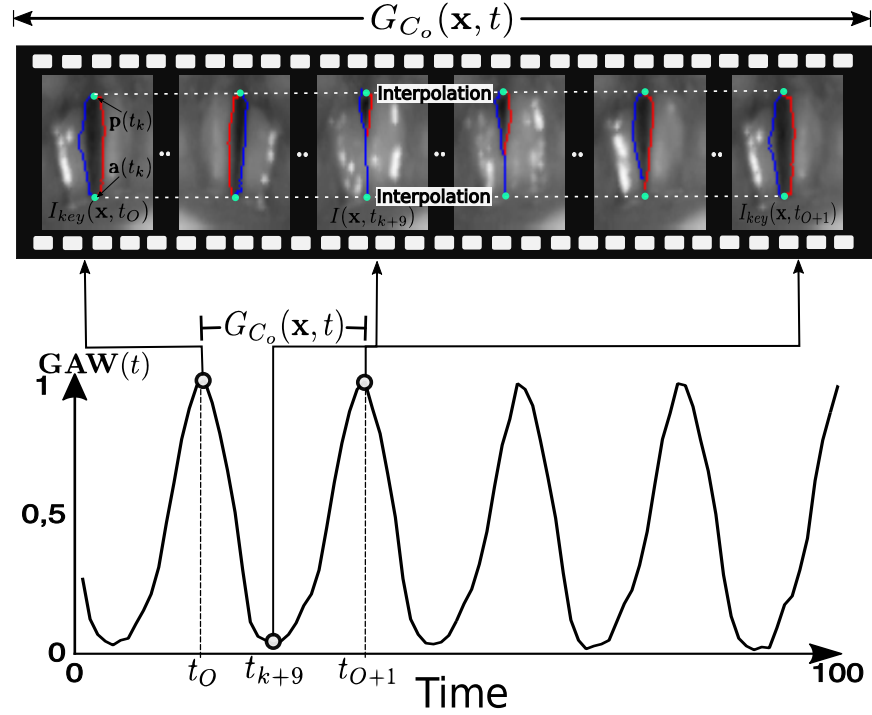 G_{C_o}(x, t)
Interpolation
p(t_k)
a(t_k)
Interpolation
I_{key}(x, t_O) I(x, t_{k+9}) I_{key}(x, t_{O+1})
G_{C_o}(x, t)
GAW(t)
1
0,5
0
0 t_O t_{k+9} t_{O+1} 100
Time